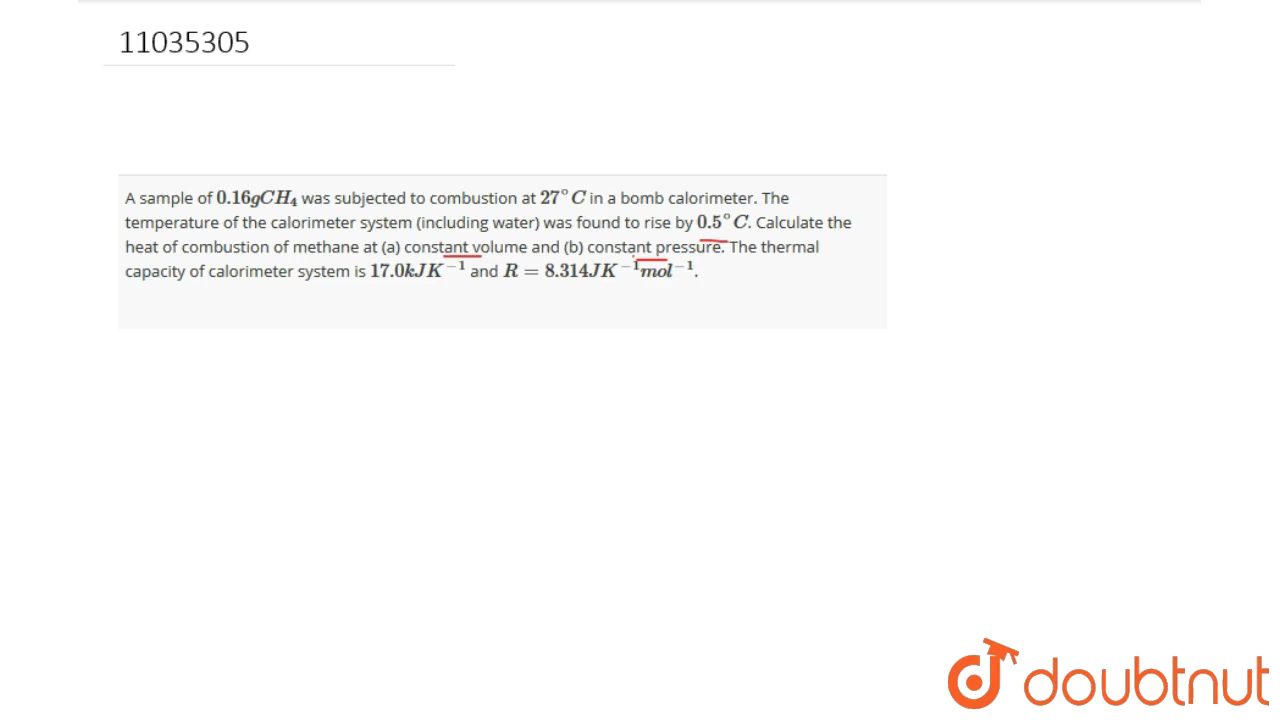 11035305
A sample of 0.16gCH₄ was subjected to combustion at 27°C in a bomb calorimeter. The
temperature of the calorimeter system (including water) was found to rise by 0.5°C. Calculate the
heat of combustion of methane at (a) constant volume and (b) constant pressure. The thermal
capacity of calorimeter system is 17.0kJK⁻¹ and R = 8.314JK⁻¹mol⁻¹.
doubtnut